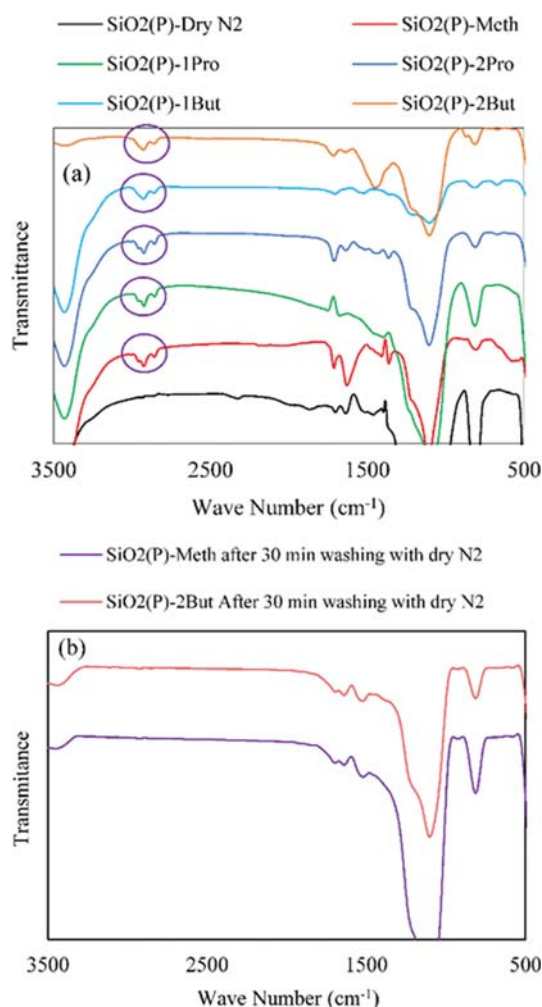 SiO2(P)-Dry N2 SiO2(P)-Meth
SiO2(P)-1Pro SiO2(P)-2Pro
SiO2(P)-1But SiO2(P)-2But
(a)
Transmittance
3500 2500 1500 500
Wave Number (cm-1)
SiO2(P)-Meth after 30 min washing with dry N2
SiO2(P)-2But After 30 min washing with dry N2
(b)
Transmitance
3500 2500 1500 500
Wave Number (cm-1)